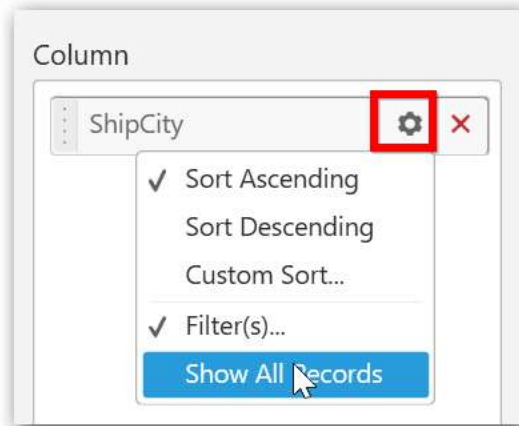 Column
ShipCity
Sort Ascending
Sort Descending
Custom Sort...
Filter(s)...
Show All Records